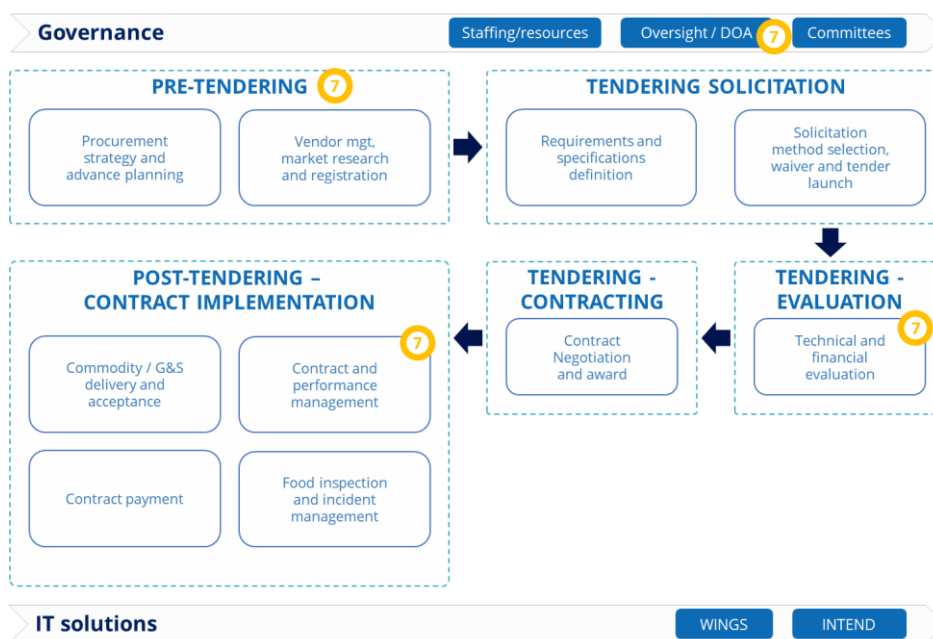 Governance
Staffing/resources
Oversight / DOA
7
Committees
PRE-TENDERING
7
Procurement
strategy and
advance planning
Vendor mgt,
market research
and registration
TENDERING SOLICITATION
Requirements and
specifications
definition
Solicitation
method selection,
waiver and tender
launch
TENDERING -
EVALUATION
7
Technical and
financial
evaluation
TENDERING -
CONTRACTING
Contract
Negotiation
and award
POST-TENDERING –
CONTRACT IMPLEMENTATION
Commodity / G&S
delivery and
acceptance
7
Contract and
performance
management
Contract payment
Food inspection
and incident
management
IT solutions
WINGS
INTEND